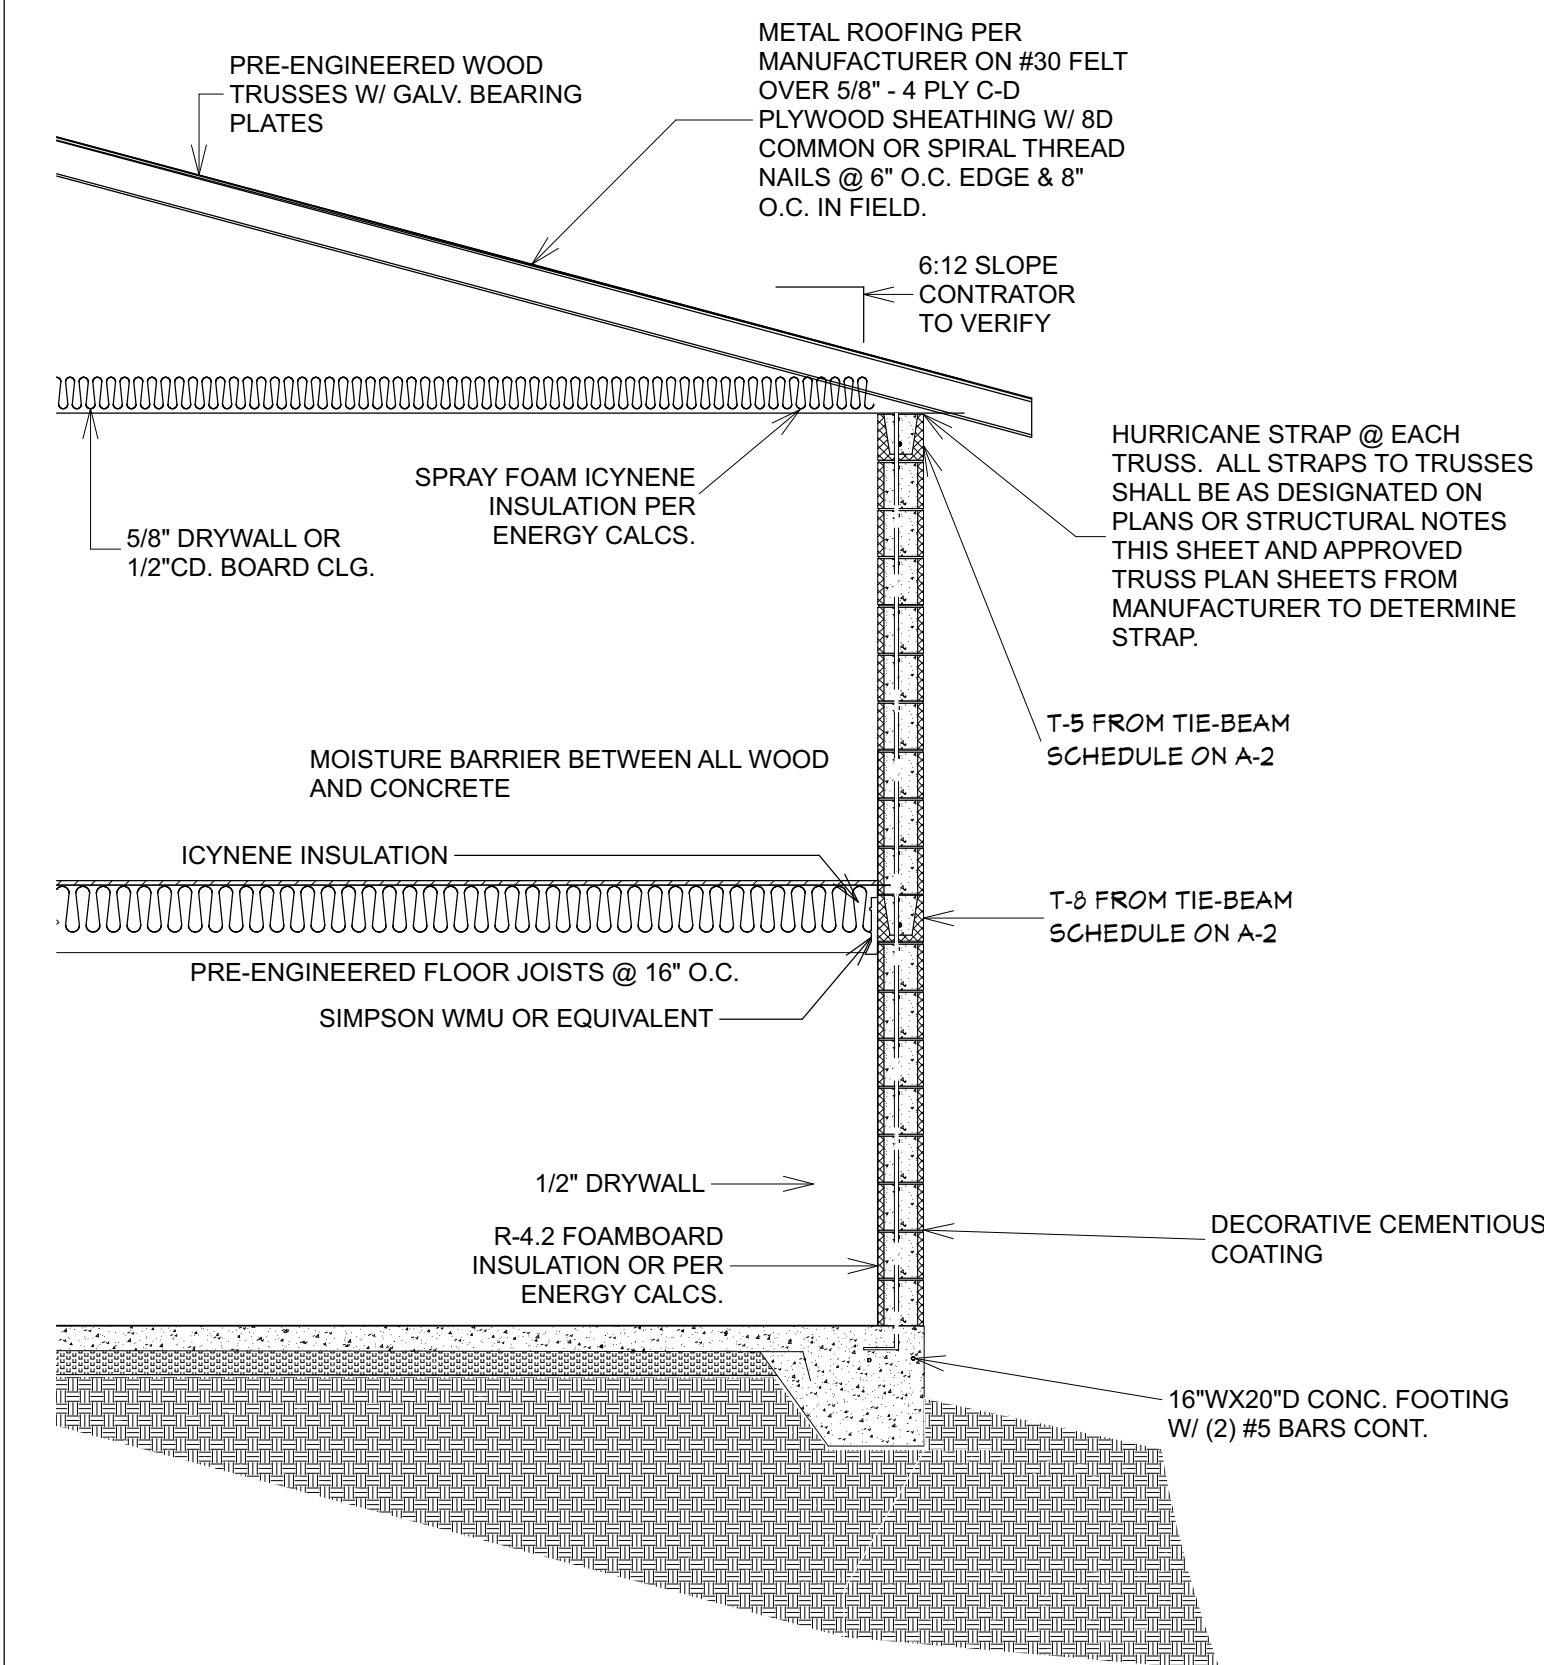 PRE-ENGINEERED WOOD
TRUSSES W/ GALV. BEARING
PLATES
METAL ROOFING PER
MANUFACTURER ON #30 FELT
OVER 5/8" - 4 PLY C-D
PLYWOOD SHEATHING W/ 8D
COMMON OR SPIRAL THREAD
NAILS @ 6" O.C. EDGE & 8"
O.C. IN FIELD.
6:12 SLOPE
CONTRATOR
TO VERIFY
SPRAY FOAM ICYNENE
INSULATION PER
ENERGY CALCS.
5/8" DRYWALL OR
1/2"CD. BOARD CLG.
HURRICANE STRAP @ EACH
TRUSS. ALL STRAPS TO TRUSSES
SHALL BE AS DESIGNATED ON
PLANS OR STRUCTURAL NOTES
THIS SHEET AND APPROVED
TRUSS PLAN SHEETS FROM
MANUFACTURER TO DETERMINE
STRAP.
T-5 FROM TIE-BEAM
SCHEDULE ON A-2
MOISTURE BARRIER BETWEEN ALL WOOD
AND CONCRETE
ICYNENE INSULATION
T-8 FROM TIE-BEAM
SCHEDULE ON A-2
PRE-ENGINEERED FLOOR JOISTS @ 16" O.C.
SIMPSON WMU OR EQUIVALENT
1/2" DRYWALL
R-4.2 FOAMBOARD
INSULATION OR PER
ENERGY CALCS.
DECORATIVE CEMENTIOUS
COATING
16"WX20"D CONC. FOOTING
W/ (2) #5 BARS CONT.